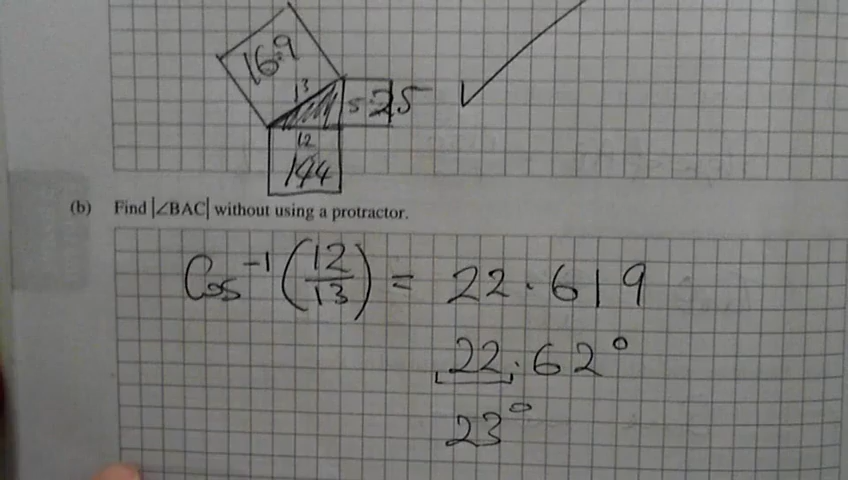 169
13
5 = 25
12
144
(b) Find |∠BAC| without using a protractor.
Cos⁻¹(12/13) = 22.619
22.62°
23°